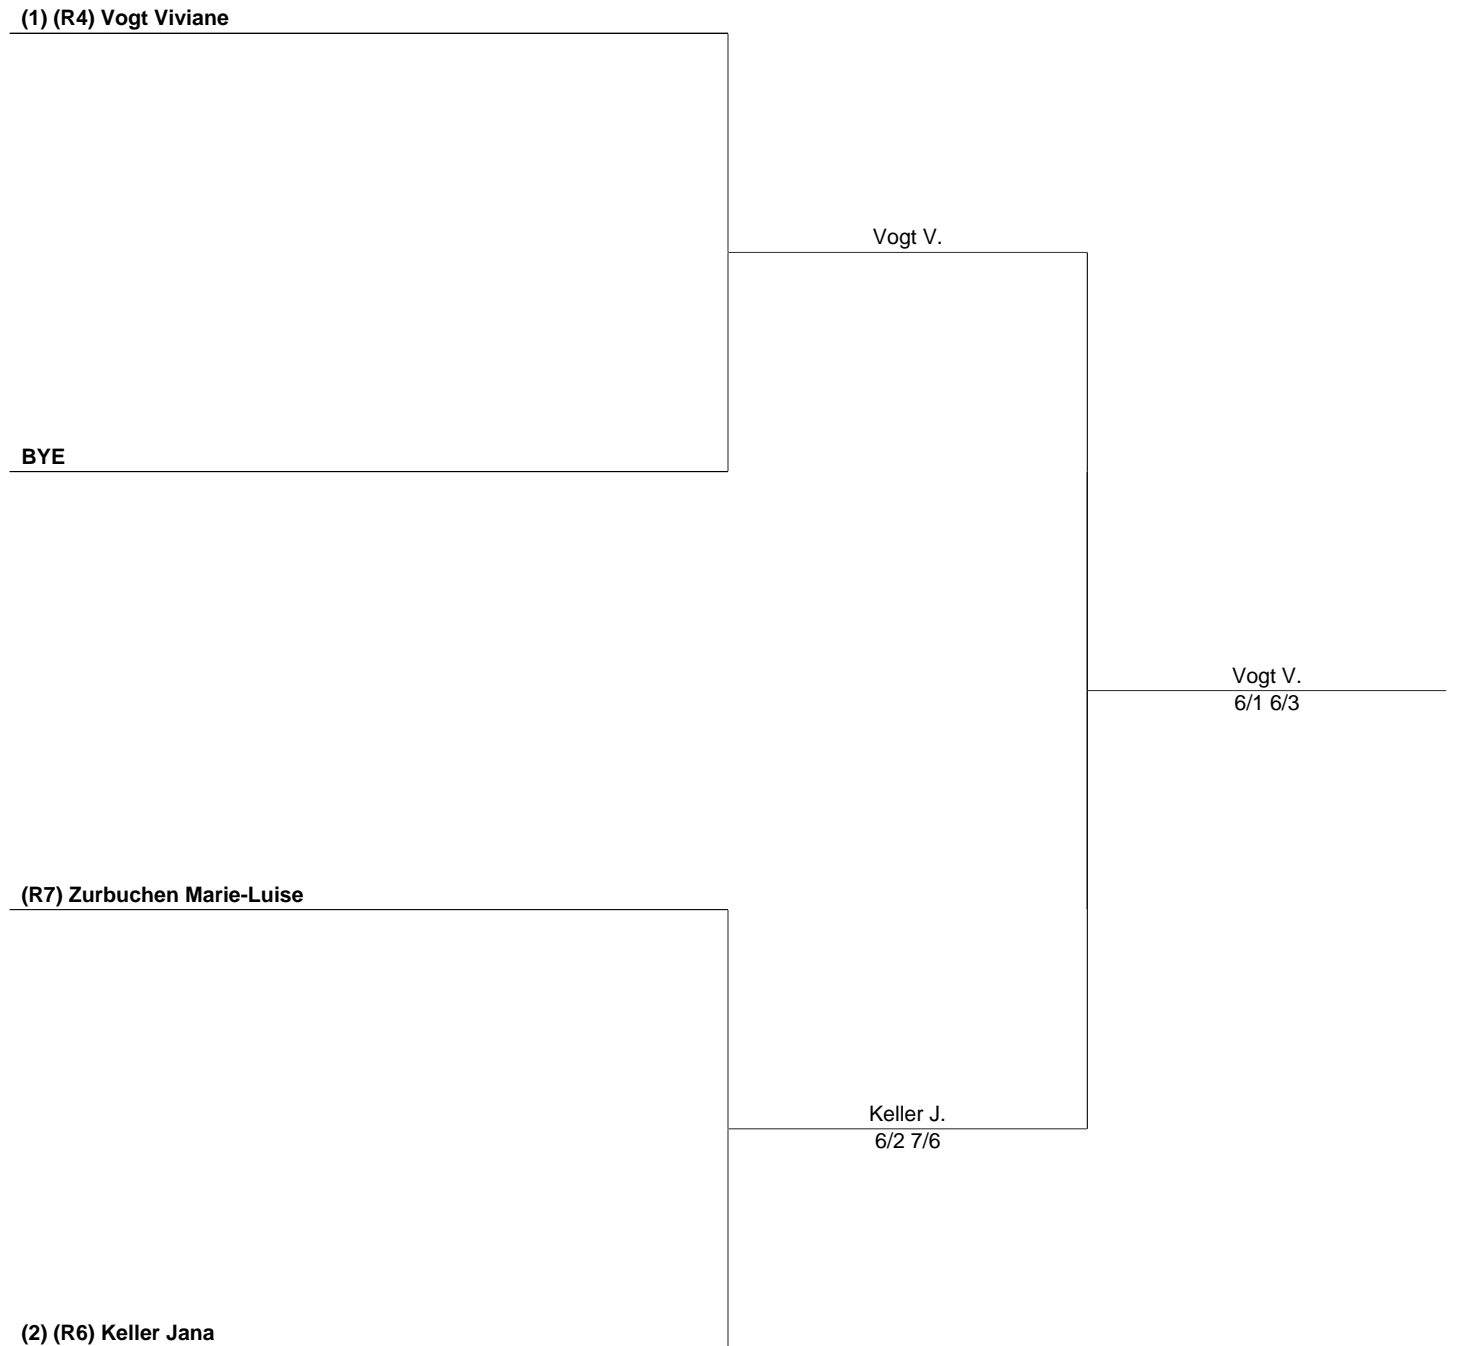 (1) (R4) Vogt Viviane
Vogt V.
BYE
Vogt V.
6/1 6/3
(R7) Zurbuchen Marie-Luise
Keller J.
6/2 7/6
(2) (R6) Keller Jana